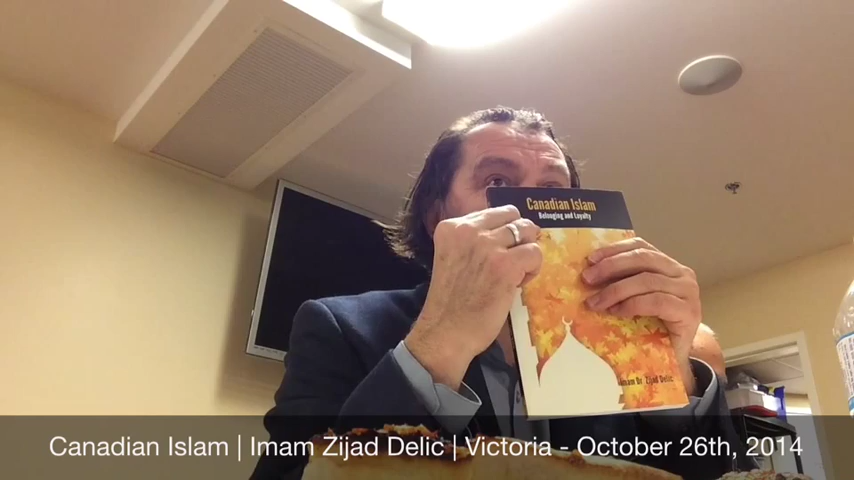 Canadian Islam
Belonging and Loyalty
Imam Dr. Zijad Delic
Canadian Islam | Imam Zijad Delic | Victoria - October 26th, 2014